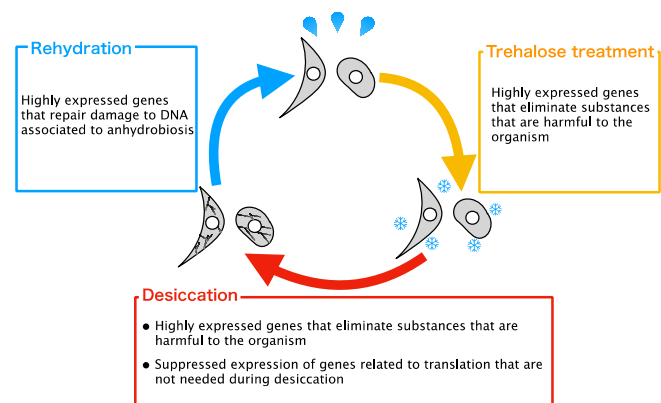 Rehydration
Highly expressed genes
that repair damage to DNA
associated to anhydrobiosis
Trehalose treatment
Highly expressed genes
that eliminate substances
that are harmful to the
organism
Desiccation
● Highly expressed genes that eliminate substances that are
harmful to the organism
● Suppressed expression of genes related to translation that are
not needed during desiccation